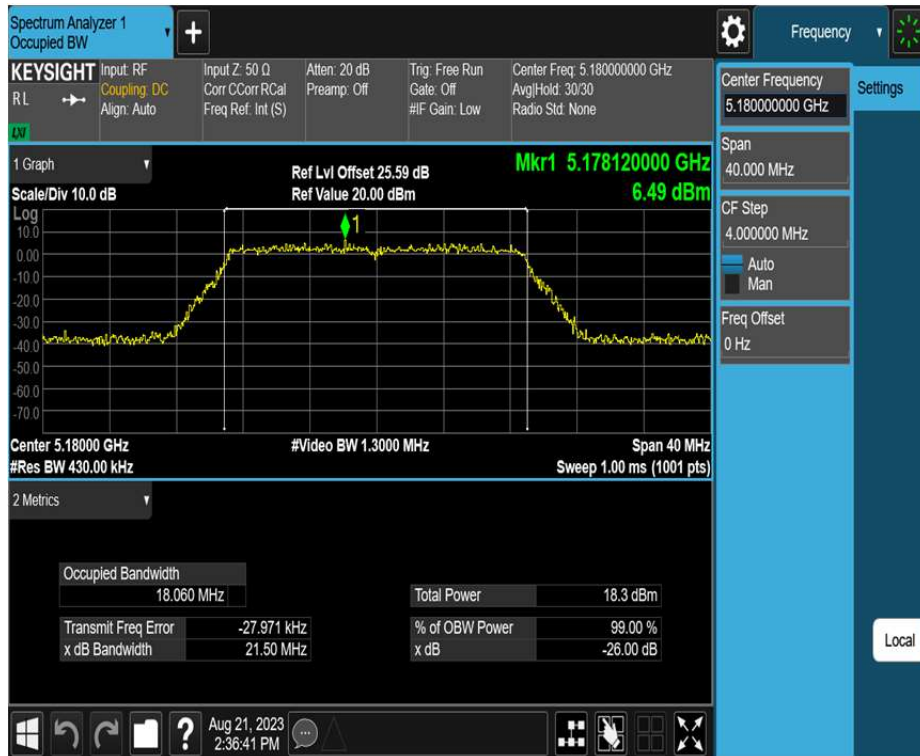 Spectrum Analyzer 1
Occupied BW
+
Frequency
KEYSIGHT
RL
LXI
Input: RF
Coupling: DC
Align: Auto
Input Z: 50 Ω
Corr CCorr RCal
Freq Ref: Int (S)
Atten: 20 dB
Preamp: Off
Trig: Free Run
Gate: Off
#IF Gain: Low
Center Freq: 5.180000000 GHz
Avg|Hold: 30/30
Radio Std: None
Center Frequency
5.18000000 GHz
Settings
Span
40.000 MHz
CF Step
4.000000 MHz
Auto
Man
Freq Offset
0 Hz
Local
1 Graph
Scale/Div 10.0 dB
Ref Lvl Offset 25.59 dB
Ref Value 20.00 dBm
Mkr1 5.178120000 GHz
6.49 dBm
Log
10.0
0.00
-10.0
-20.0
-30.0
-40.0
-50.0
-60.0
-70.0
1
Center 5.18000 GHz
#Video BW 1.3000 MHz
Span 40 MHz
#Res BW 430.00 kHz
Sweep 1.00 ms (1001 pts)
2 Metrics
Occupied Bandwidth
18.060 MHz
Total Power 18.3 dBm
Transmit Freq Error -27.971 kHz
% of OBW Power 99.00 %
x dB Bandwidth 21.50 MHz
x dB -26.00 dB
?
Aug 21, 2023
2:36:41 PM